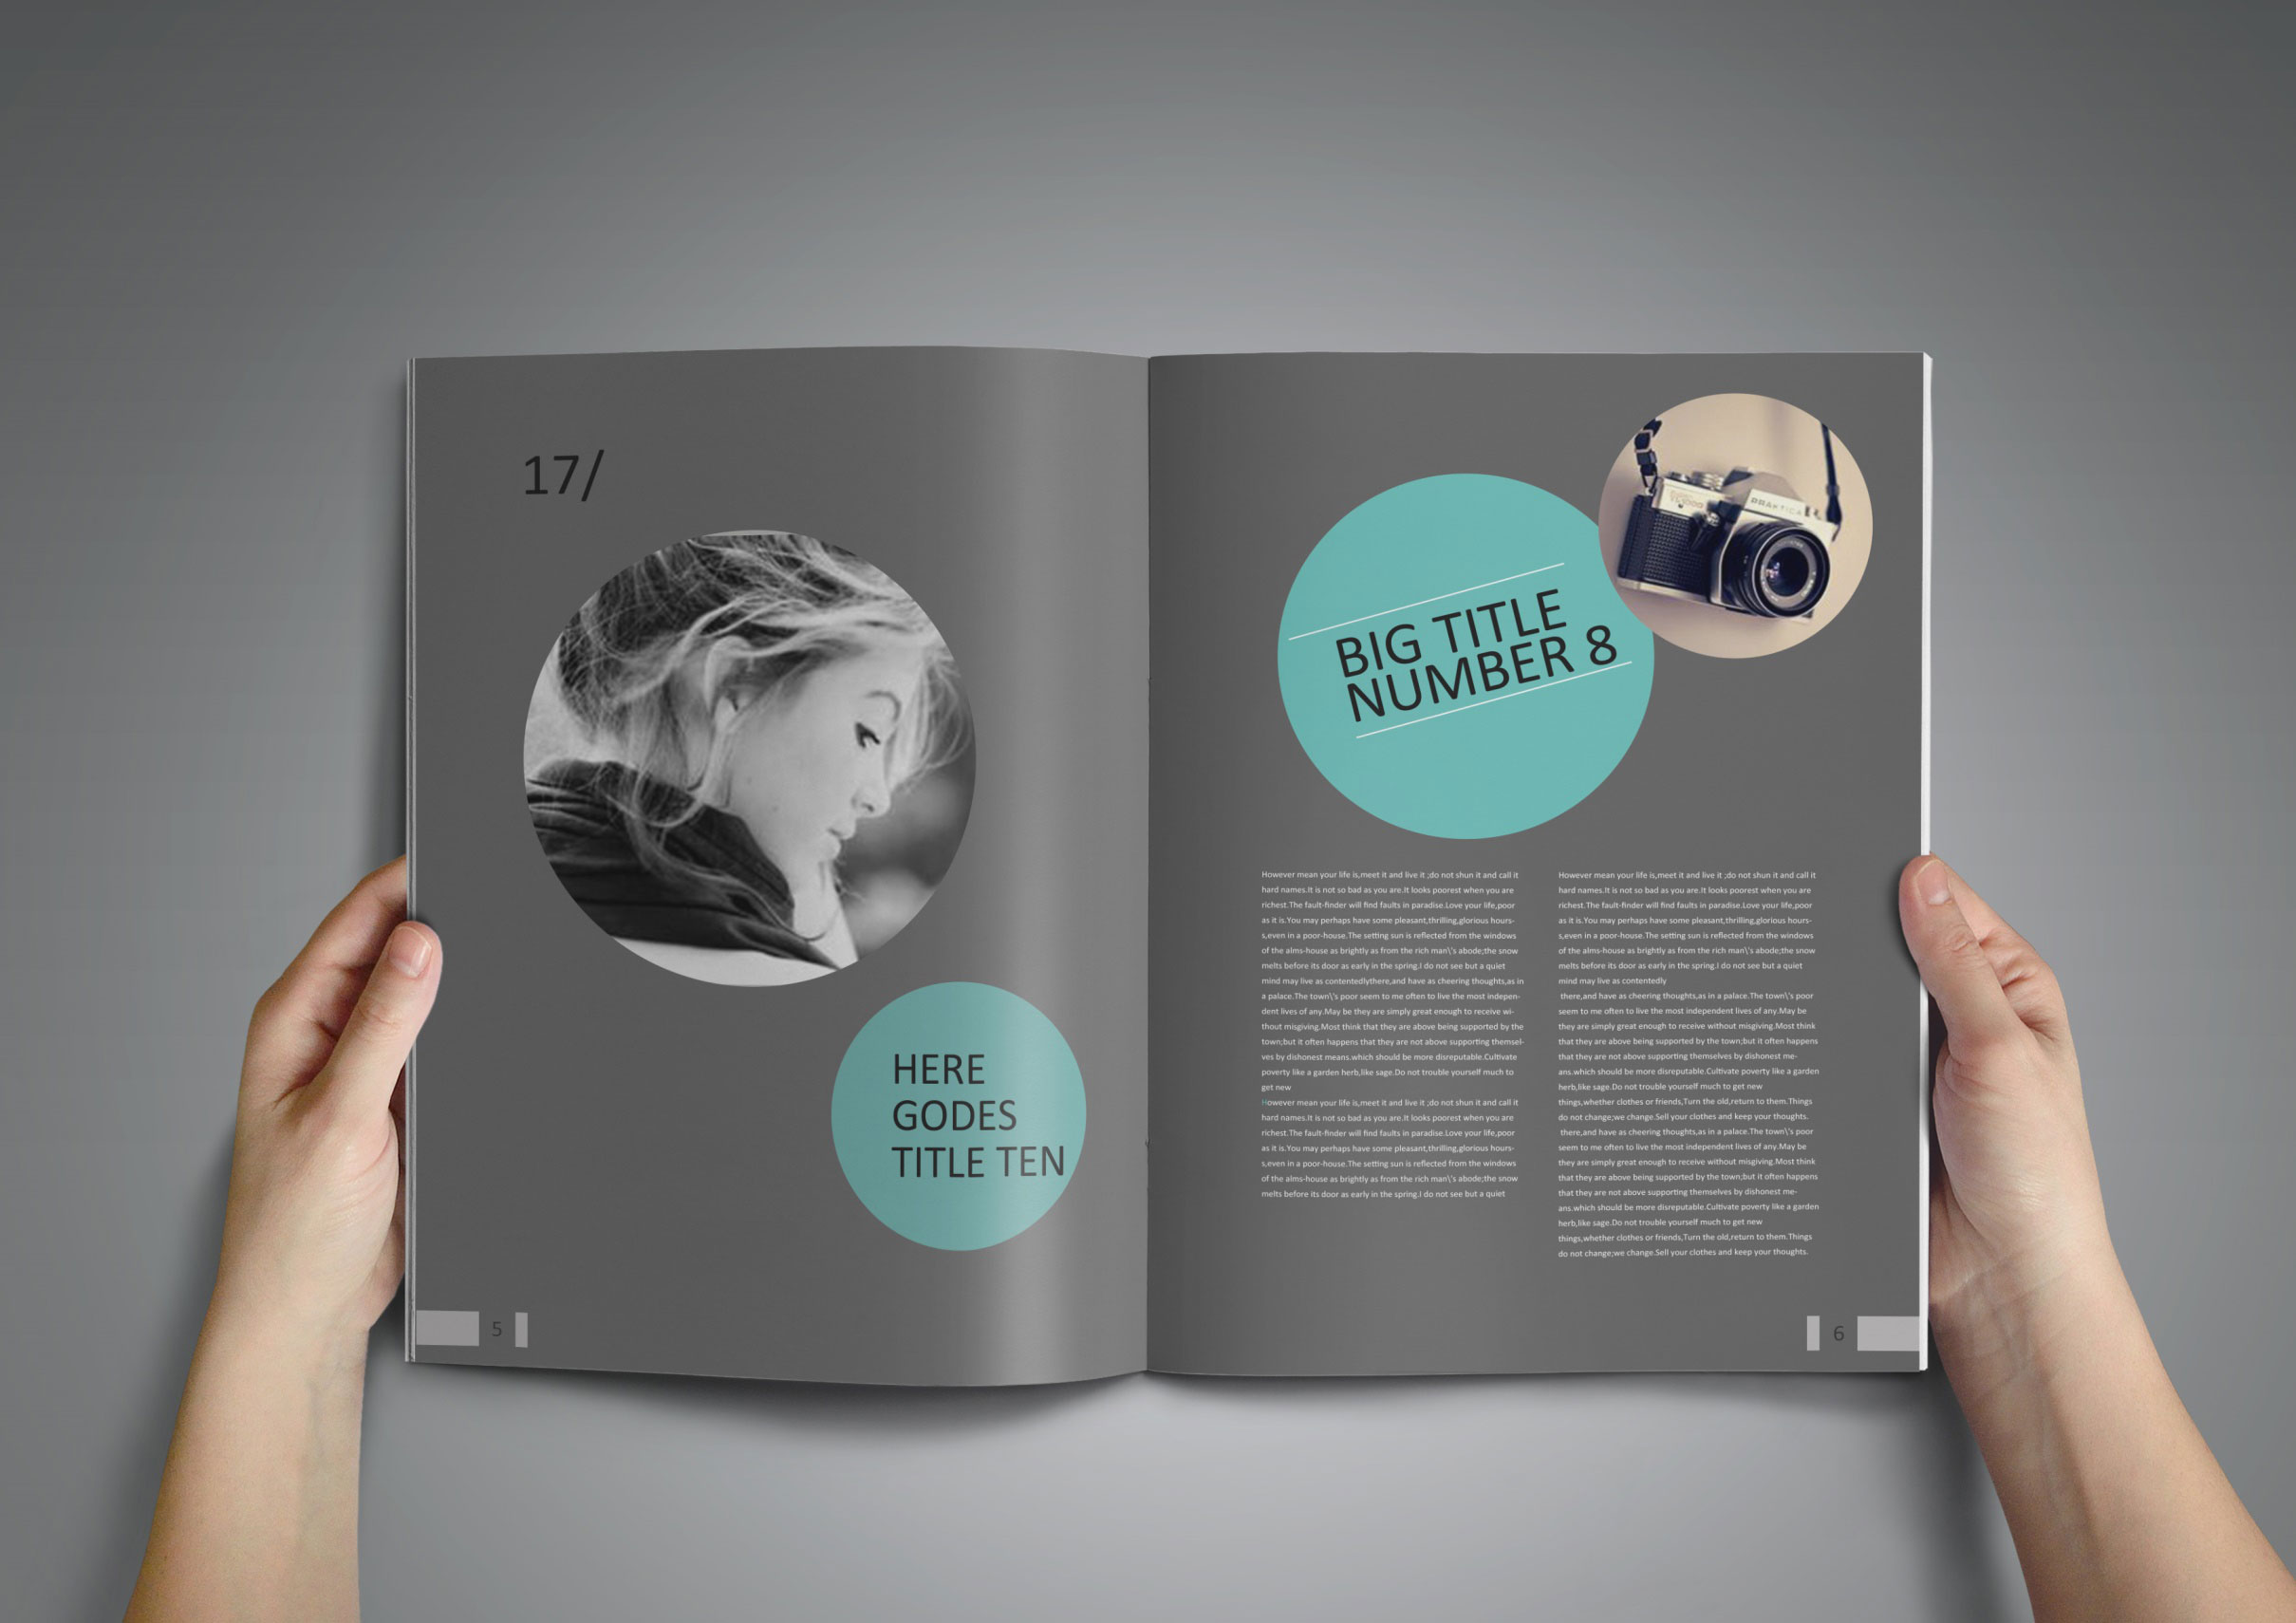 17/
HERE
GODES
TITLE TEN
5
BIG TITLE
NUMBER 8
PRAKTICA
However mean your life is,meet it and live it ;do not shun it and call it
hard names.It is not so bad as you are.It looks poorest when you are
richest.The fault-finder will find faults in paradise.Love your life,poor
as it is.You may perhaps have some pleasant,thrilling,glorious hours-
s,even in a poor-house.The setting sun is reflected from the windows
of the alms-house as brightly as from the rich man\'s abode;the snow
melts before its door as early in the spring.I do not see but a quiet
mind may live as contentedlythere,and have as cheering thoughts,as in
a palace.The town\'s poor seem to me often to live the most indepen-
dent lives of any.May be they are simply great enough to receive wi-
thout misgiving.Most think that they are above being supported by the
town;but it often happens that they are not above supporting themsel-
ves by dishonest means.which should be more disreputable.Cultivate
poverty like a garden herb,like sage.Do not trouble yourself much to
get new
However mean your life is,meet it and live it ;do not shun it and call it
hard names.It is not so bad as you are.It looks poorest when you are
richest.The fault-finder will find faults in paradise.Love your life,poor
as it is.You may perhaps have some pleasant,thrilling,glorious hours-
s,even in a poor-house.The setting sun is reflected from the windows
of the alms-house as brightly as from the rich man\'s abode;the snow
melts before its door as early in the spring.I do not see but a quiet
However mean your life is,meet it and live it ;do not shun it and call it
hard names.It is not so bad as you are.It looks poorest when you are
richest.The fault-finder will find faults in paradise.Love your life,poor
as it is.You may perhaps have some pleasant,thrilling,glorious hours-
s,even in a poor-house.The setting sun is reflected from the windows
of the alms-house as brightly as from the rich man\'s abode;the snow
melts before its door as early in the spring.I do not see but a quiet
mind may live as contentedly
there,and have as cheering thoughts,as in a palace.The town\'s poor
seem to me often to live the most independent lives of any.May be
they are simply great enough to receive without misgiving.Most think
that they are above being supported by the town;but it often happens
that they are not above supporting themselves by dishonest me-
ans.which should be more disreputable.Cultivate poverty like a garden
herb,like sage.Do not trouble yourself much to get new
things,whether clothes or friends,Turn the old,return to them.Things
do not change;we change.Sell your clothes and keep your thoughts.
there,and have as cheering thoughts,as in a palace.The town\'s poor
seem to me often to live the most independent lives of any.May be
they are simply great enough to receive without misgiving.Most think
that they are above being supported by the town;but it often happens
that they are not above supporting themselves by dishonest me-
ans.which should be more disreputable.Cultivate poverty like a garden
herb,like sage.Do not trouble yourself much to get new
things,whether clothes or friends,Turn the old,return to them.Things
do not change;we change.Sell your clothes and keep your thoughts.
6